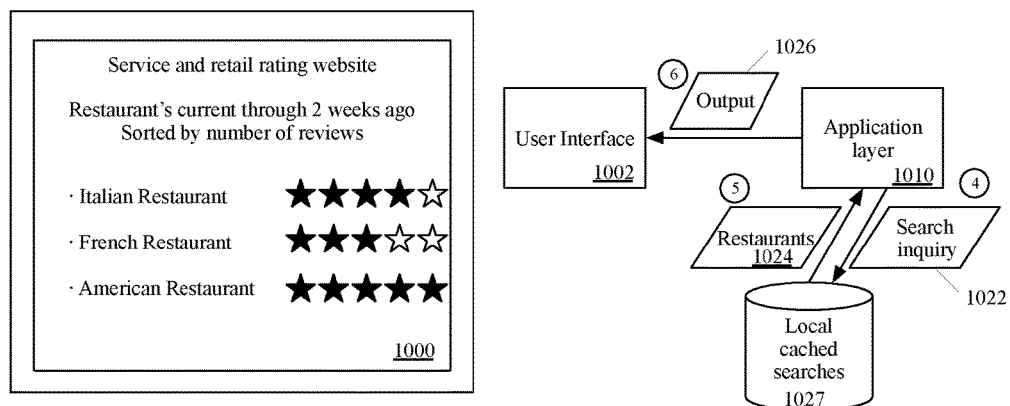 Service and retail rating website
Restaurant's current through 2 weeks ago
Sorted by number of reviews
· Italian Restaurant
· French Restaurant
· American Restaurant
1000
1026
6
Output
User Interface
1002
Application
layer
1010
5
4
Restaurants
1024
Search
inquiry
1022
Local
cached
searches
1027